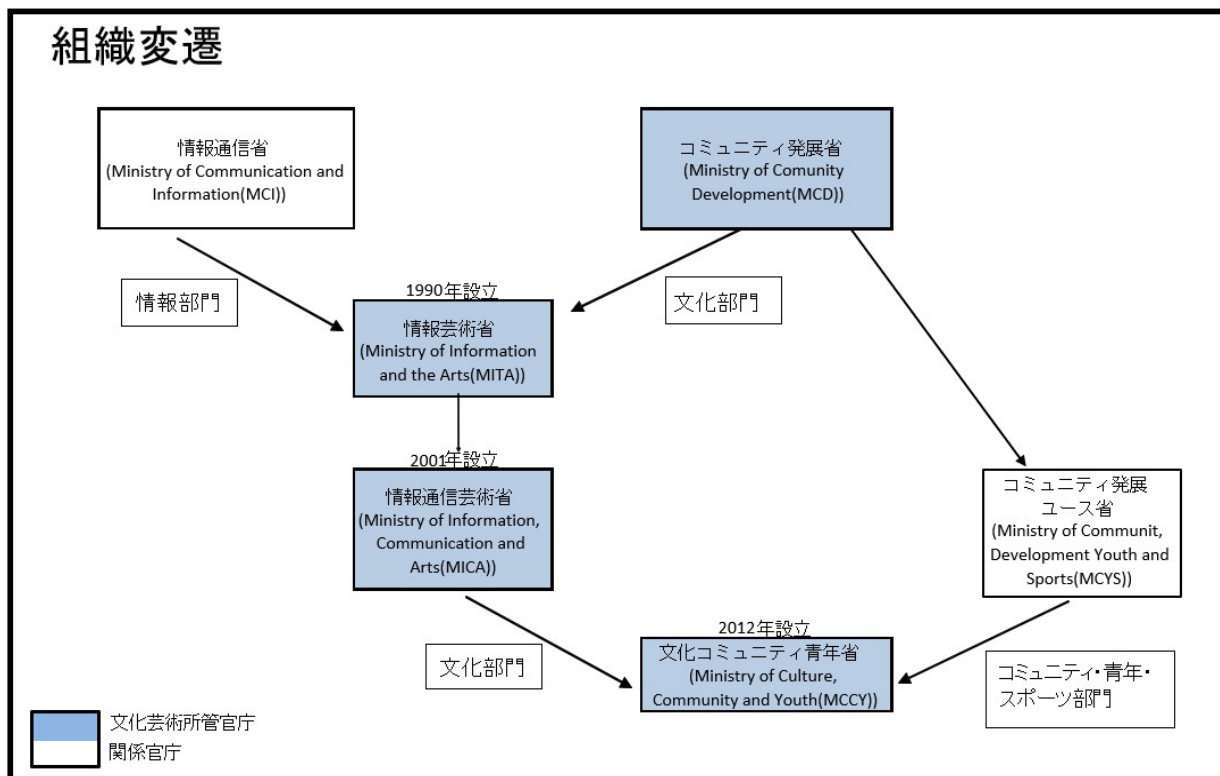 組織変遷
情報通信省
(Ministry of Communication and
Information(MCI))
コミュニティ発展省
(Ministry of Comunity
Development(MCD))
情報部門
文化部門
1990年設立
情報芸術省
(Ministry of Information
and the Arts(MITA))
2001年設立
情報通信芸術省
(Ministry of Information,
Communication and
Arts(MICA))
コミュニティ発展
ユース省
(Ministry of Communit,
Development Youth and
Sports(MCYS))
文化部門
2012年設立
文化コミュニティ青年省
(Ministry of Culture,
Community and Youth(MCCY))
コミュニティ・青年・
スポーツ部門
文化芸術所管官庁
関係官庁